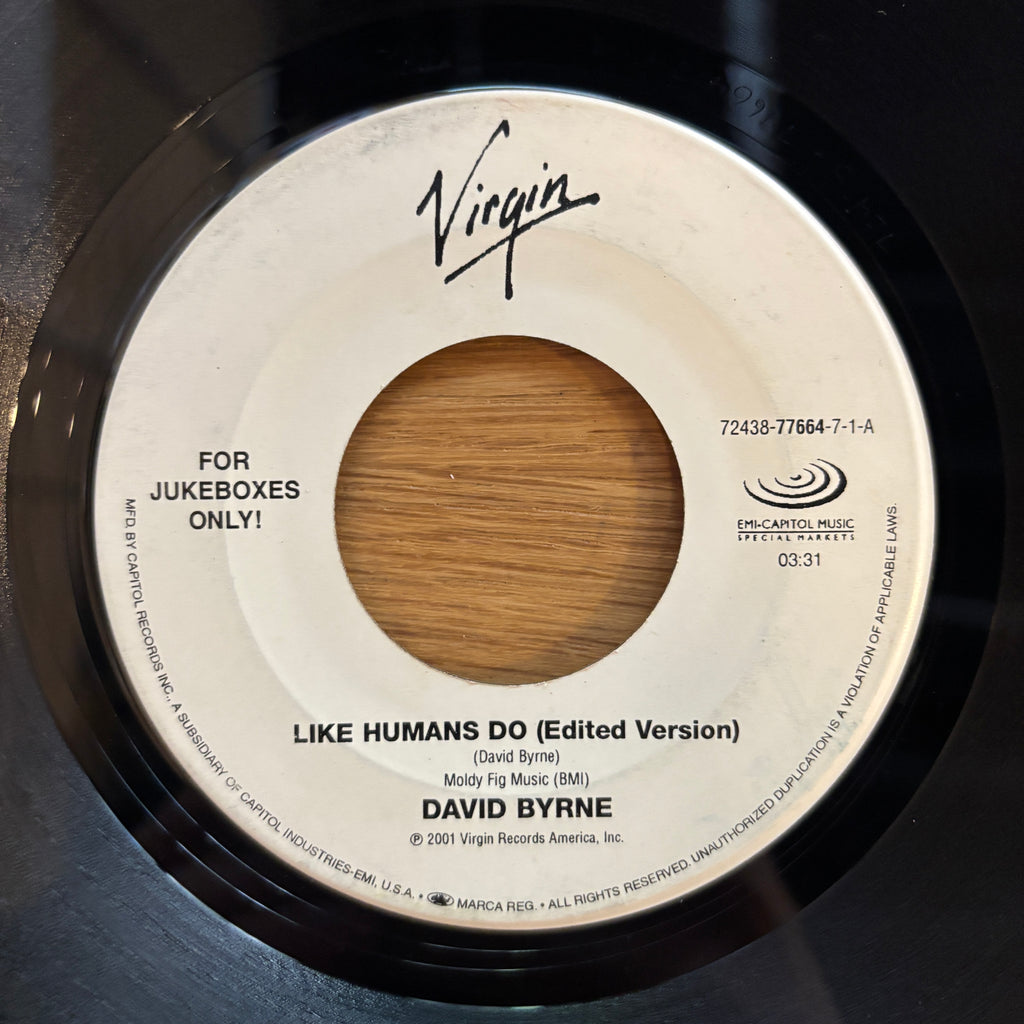 Virgin
FOR
JUKEBOXES
ONLY!
72438-77664-7-1-A
EMI-CAPITOL MUSIC
SPECIAL MARKETS
03:31
LIKE HUMANS DO (Edited Version)
(David Byrne)
Moldy Fig Music (BMI)
DAVID BYRNE
℗ 2001 Virgin Records America, Inc.
MFD. BY CAPITOL RECORDS INC., A SUBSIDIARY OF CAPITOL INDUSTRIES-EMI, U.S.A. • MARCA REG. • ALL RIGHTS RESERVED. UNAUTHORIZED DUPLICATION IS A VIOLATION OF APPLICABLE LAWS.